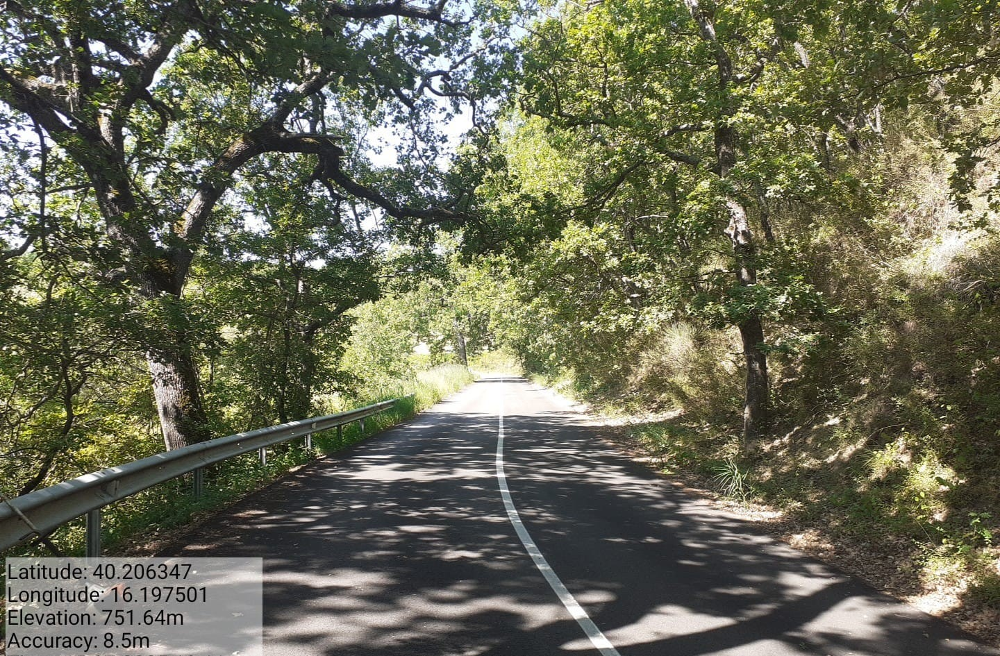 Latitude: 40.206347
Longitude: 16.197501
Elevation: 751.64m
Accuracy: 8.5m